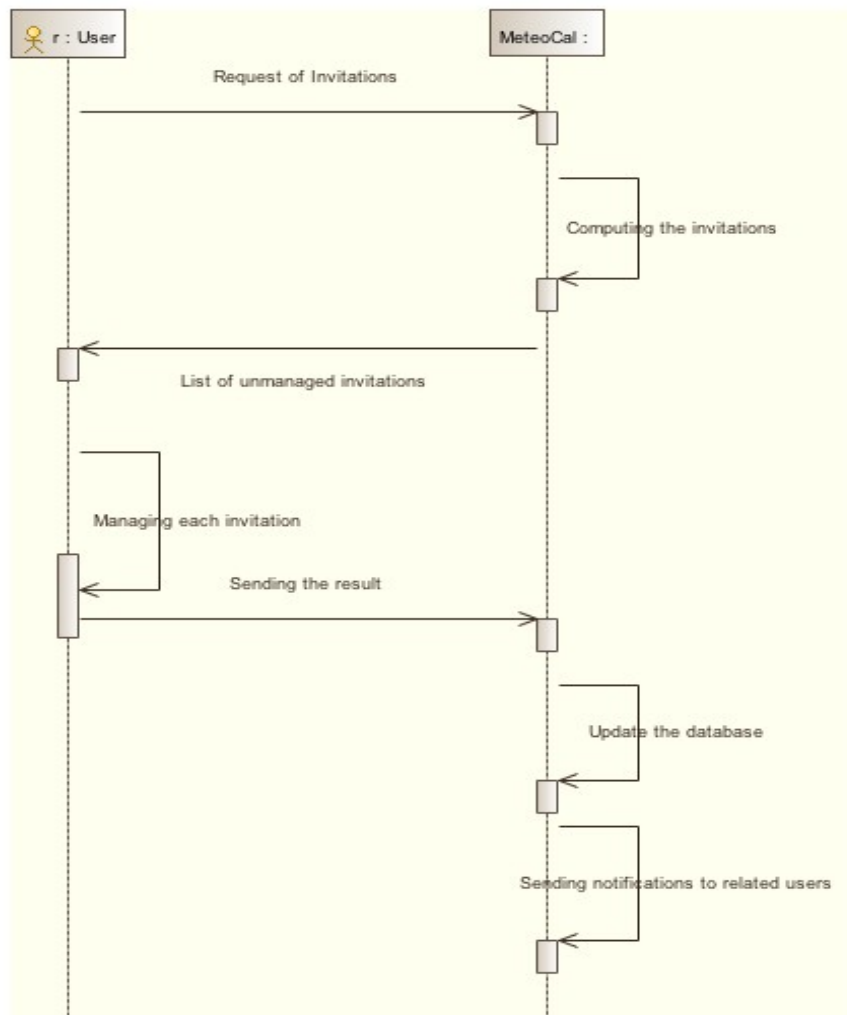 r : User
MeteoCal :
Request of Invitations
Computing the invitations
List of unmanaged invitations
Managing each invitation
Sending the result
Update the database
Sending notifications to related users